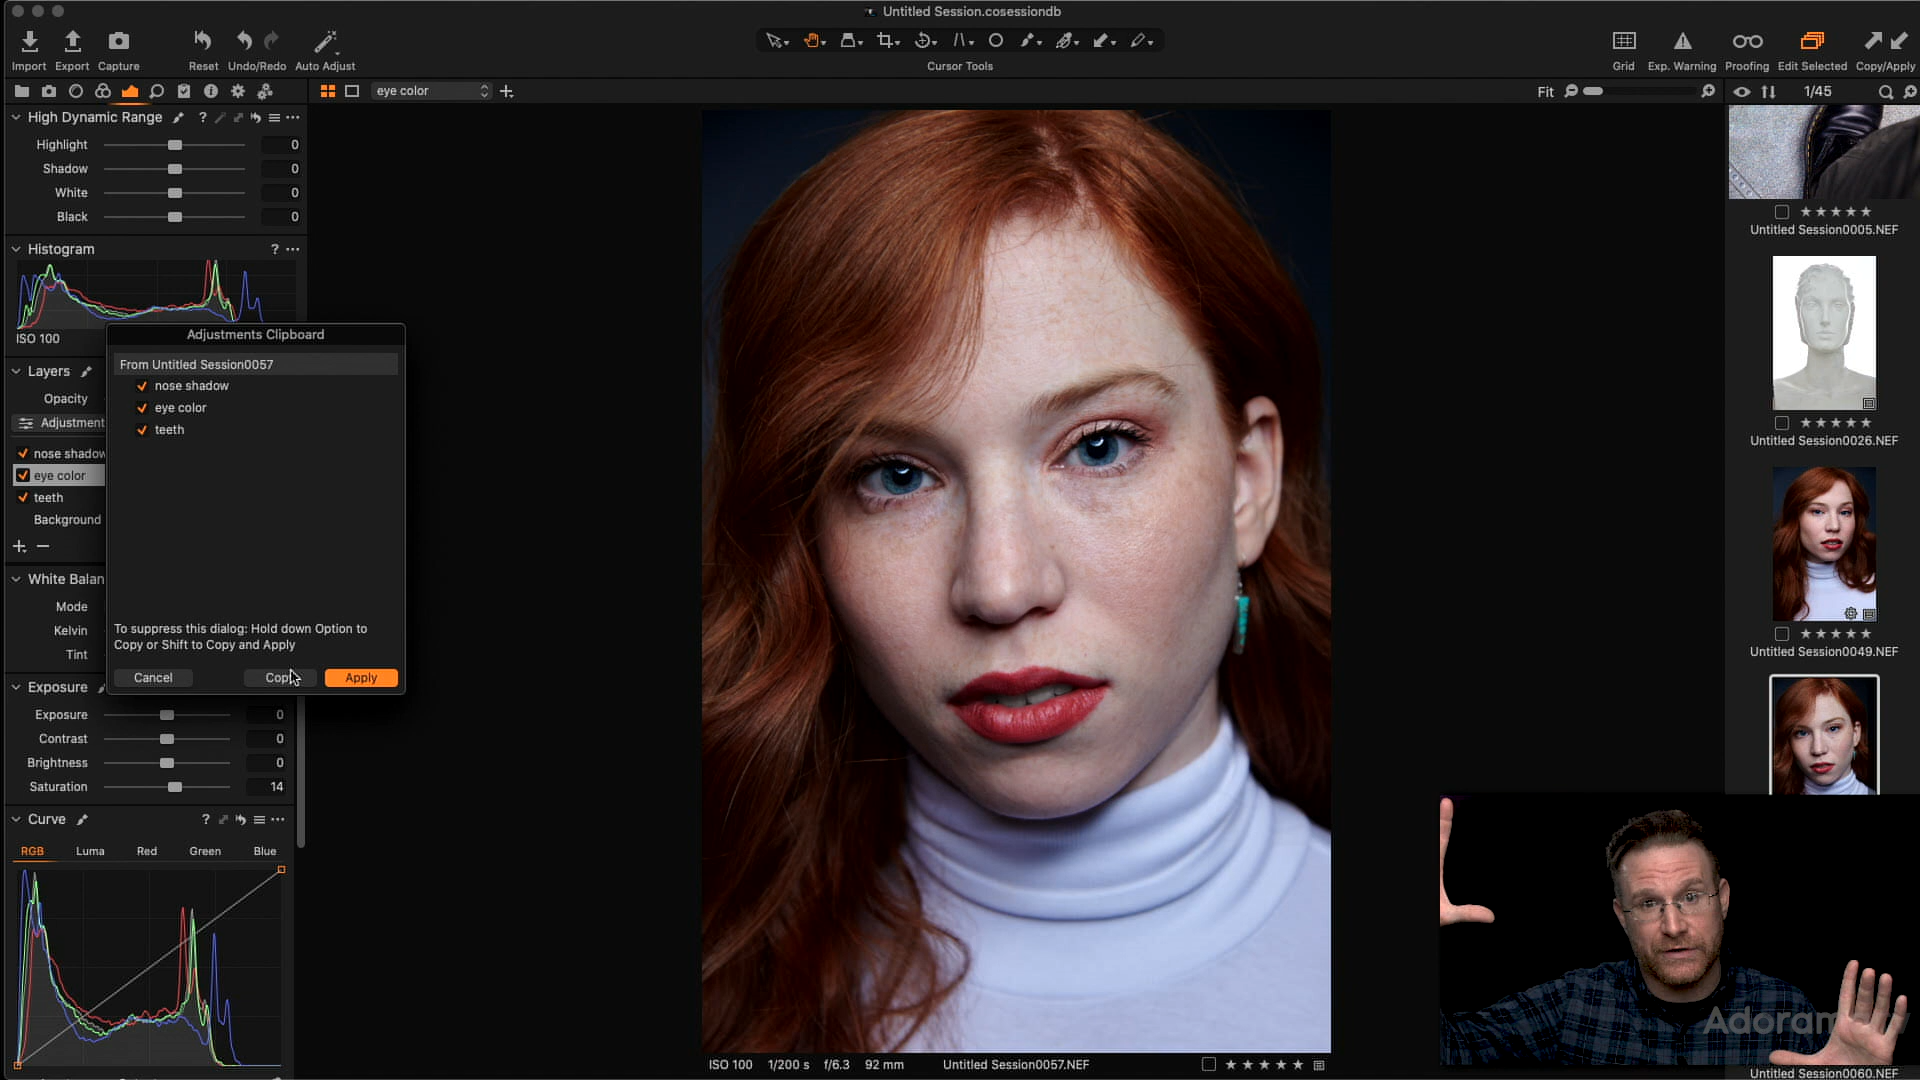 Untitled Session.cosessiondb
Import Export Capture Reset Undo/Redo Auto Adjust Cursor Tools Grid Exp. Warning Proofing Edit Selected Copy/Apply
eye color
Fit
1/45
High Dynamic Range
?
Highlight 0
Shadow 0
White 0
Black 0
Histogram
?
ISO 100
Layers
Opacity
Adjustment
nose shadow
eye color
teeth
Background
White Balan
Mode
Kelvin
Tint
Exposure
Exposure 0
Contrast 0
Brightness 0
Saturation 14
Curve
?
RGB Luma Red Green Blue
Adjustments Clipboard
From Untitled Session0057
nose shadow
eye color
teeth
To suppress this dialog: Hold down Option to
Copy or Shift to Copy and Apply
Cancel Copy Apply
ISO 100 1/200 s f/6.3 92 mm Untitled Session0057.NEF
Untitled Session0005.NEF
Untitled Session0026.NEF
Untitled Session0049.NEF
Untitled Session0060.NEF